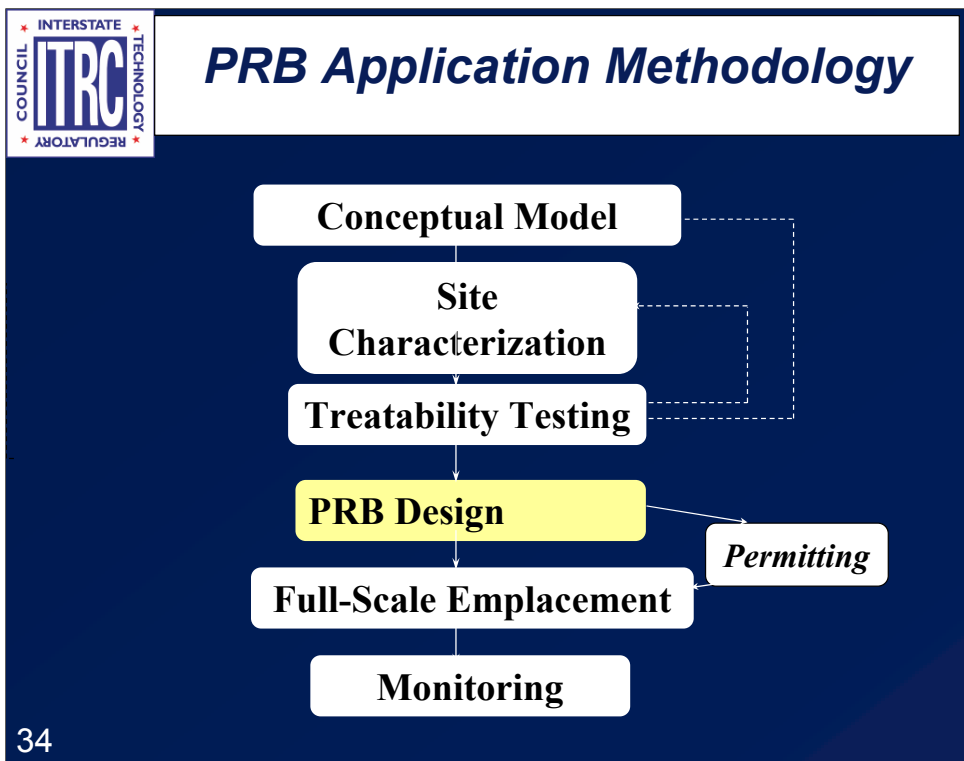 INTERSTATE
TECHNOLOGY
REGULATORY
COUNCIL
ITRC
PRB Application Methodology
Conceptual Model
Site
Characterization
Treatability Testing
PRB Design
Permitting
Full-Scale Emplacement
Monitoring
34